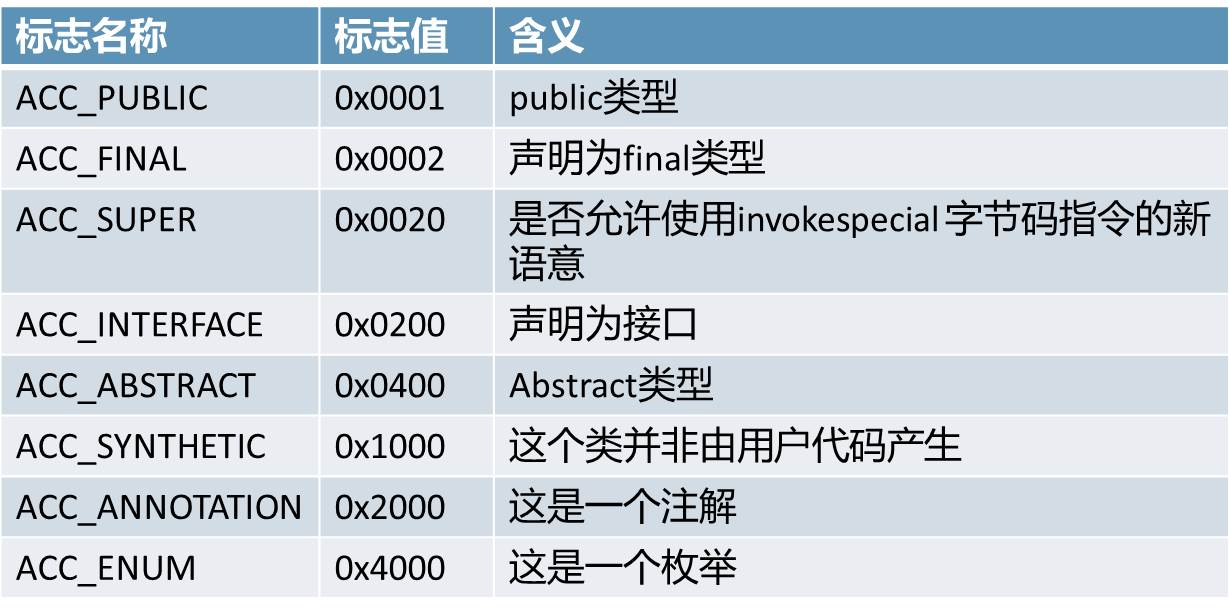 标志名称 标志值 含义
ACC_PUBLIC 0x0001 public类型
ACC_FINAL 0x0002 声明为final类型
ACC_SUPER 0x0020 是否允许使用invokespecial字节码指令的新
语意
ACC_INTERFACE 0x0200 声明为接口
ACC_ABSTRACT 0x0400 Abstract类型
ACC_SYNTHETIC 0x1000 这个类并非由用户代码产生
ACC_ANNOTATION 0x2000 这是一个注解
ACC_ENUM 0x4000 这是一个枚举